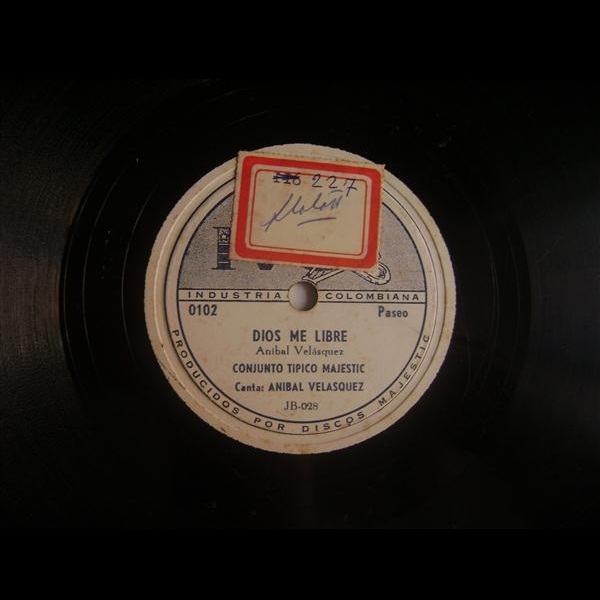 227
INDUSTRIA COLOMBIANA
0102 Paseo
DIOS ME LIBRE
Anibal Velásquez
CONJUNTO TIPICO MAJESTIC
Canta: ANIBAL VELASQUEZ
JB-028
PRODUCIDOS POR DISCOS MAJESTIC